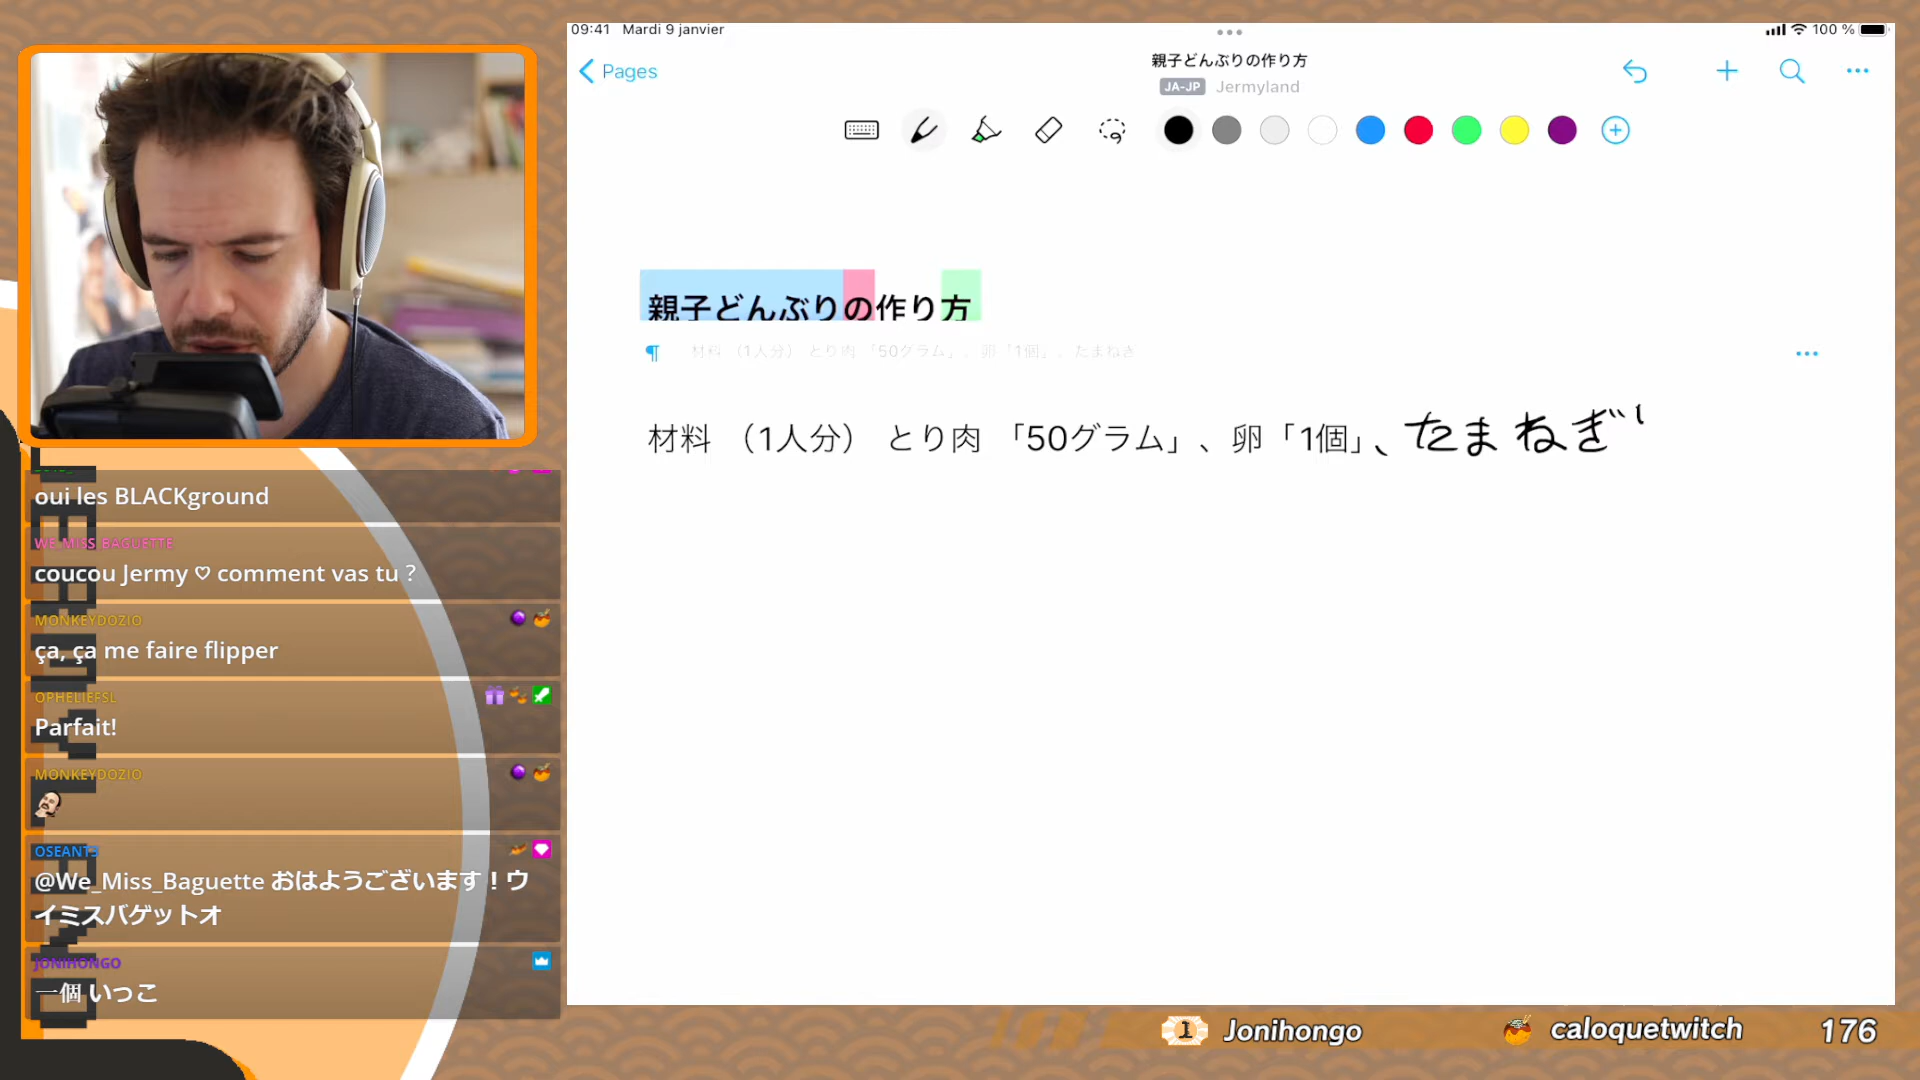 09:41 Mardi 9 janvier
100 %
Pages
親子どんぶりの作り方
JA-JP Jermyland
親子どんぶりの作り方
¶ 材料 （1人分） とり肉 「50グラム」、卵「1個」、たまねぎ
材料 （1人分） とり肉 「50グラム」、卵「1個」、たまねぎ「
oui les BLACKground
WE_MISS_BAGUETTE
coucou Jermy ♡ comment vas tu ?
MONKEYDOZIO
ça, ça me faire flipper
OPHELIEFSL
Parfait!
MONKEYDOZIO
OSEANT3
@We_Miss_Baguette おはようございます！ウ
イミスバゲットオ
JONIHONGO
一個 いっこ
1 Jonihongo
caloquetwitch
176